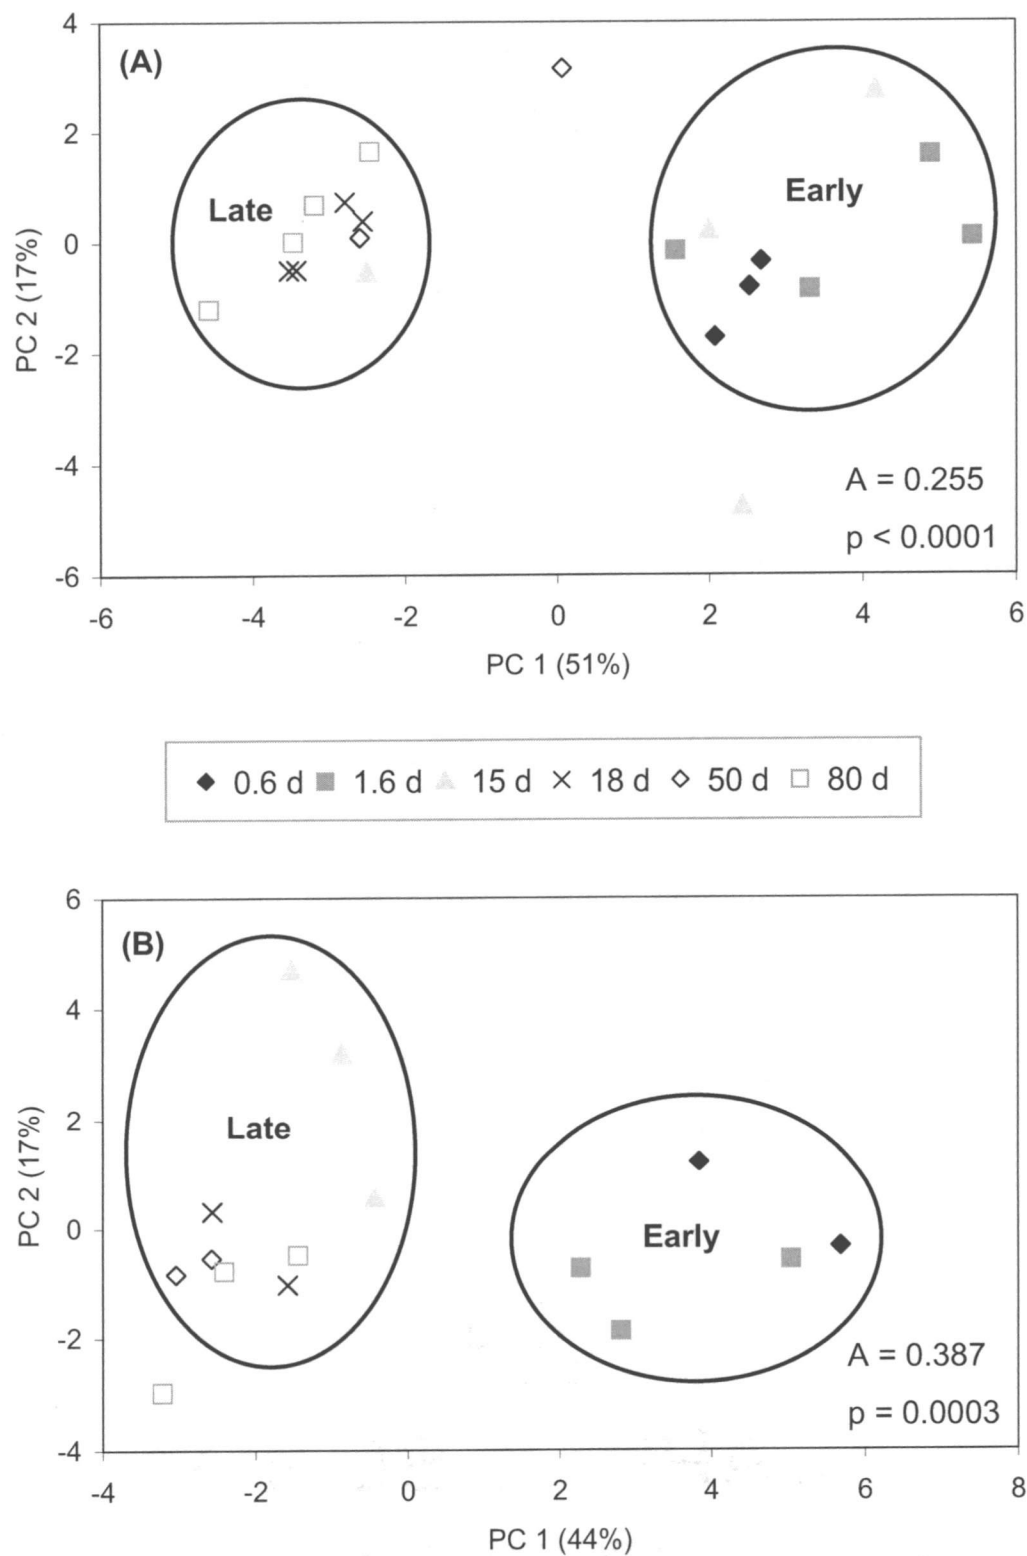 4
(A)
2
Late
Early
0
PC 2 (17%)
-2
-4
A = 0.255
p < 0.0001
-6
-6 -4 -2 0 2 4 6
PC 1 (51%)
0.6 d 1.6 d 15 d 18 d 50 d 80 d
6
(B)
4
2
Late
PC 2 (17%)
0
Early
-2
A = 0.387
p = 0.0003
-4
-4 -2 0 2 4 6 8
PC 1 (44%)